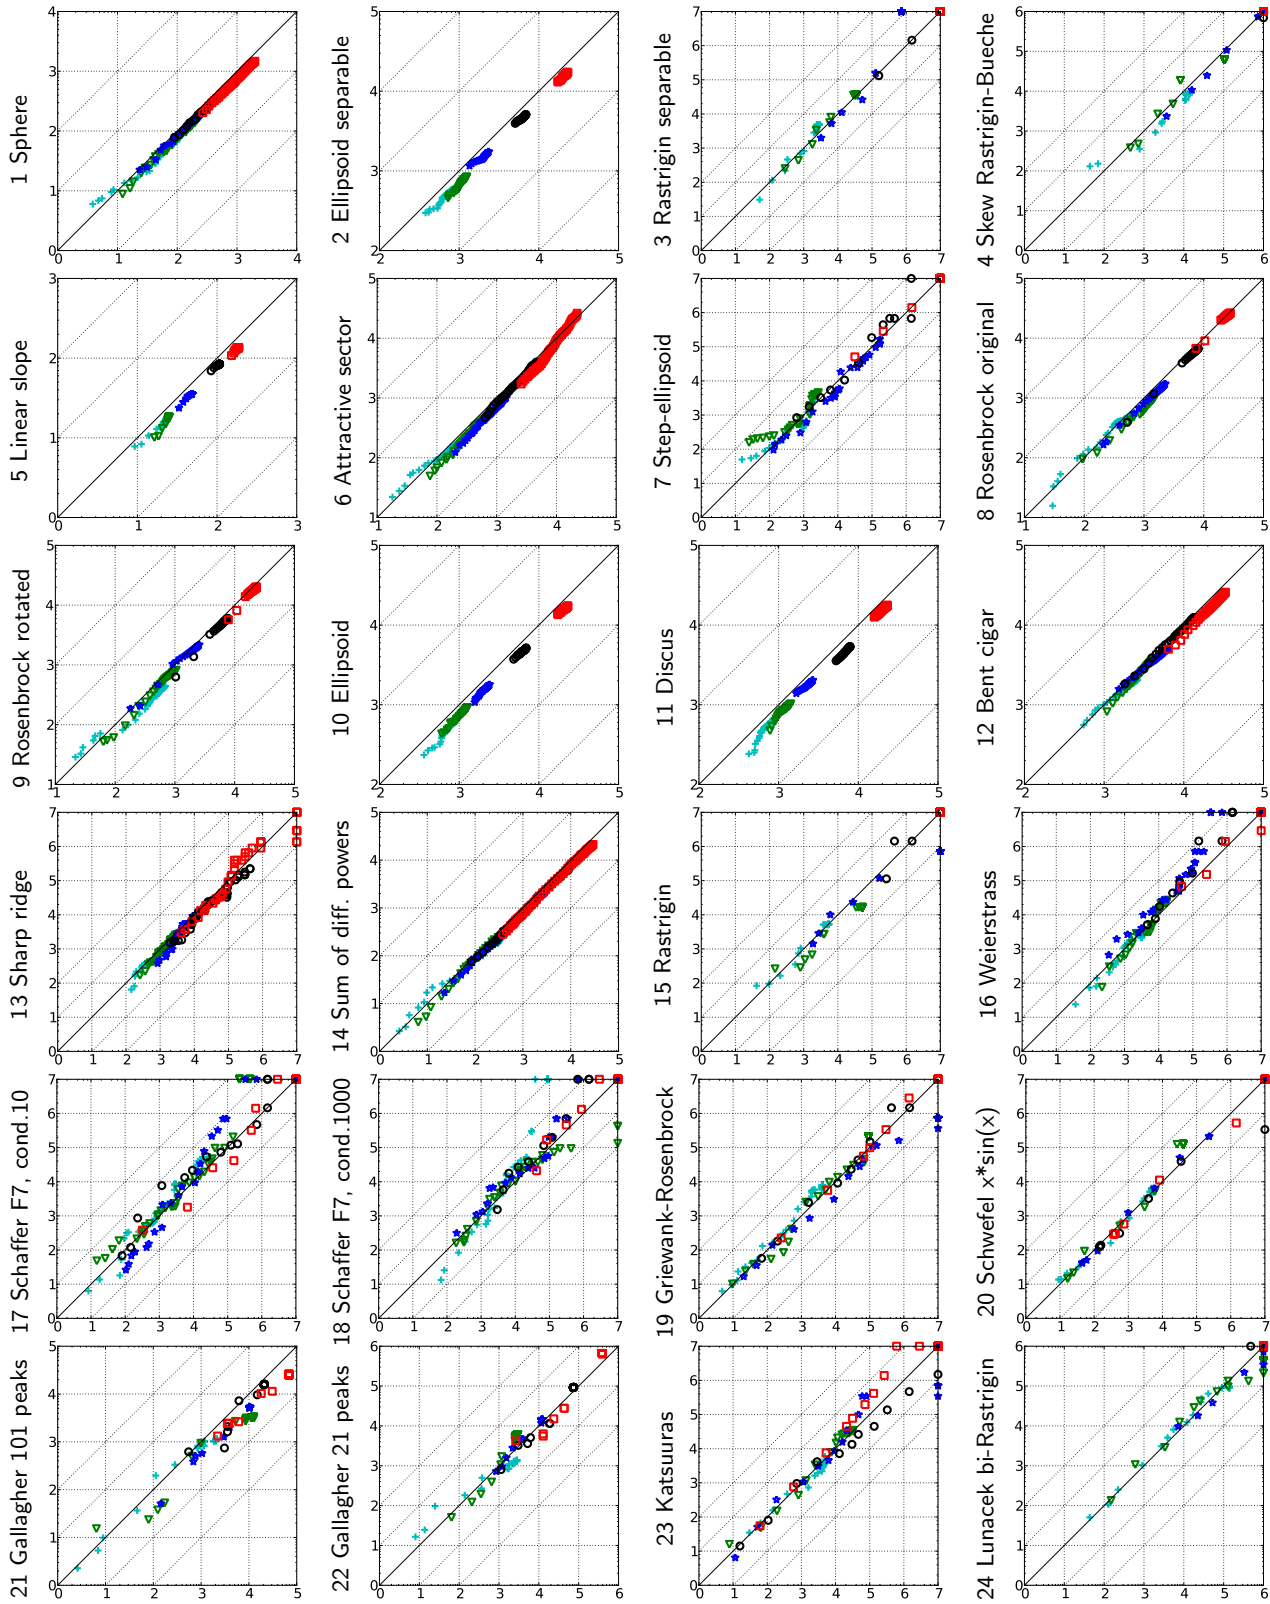 1 Sphere
2 Ellipsoid separable
3 Rastrigin separable
4 Skew Rastrigin-Bueche
5 Linear slope
6 Attractive sector
7 Step-ellipsoid
8 Rosenbrock original
9 Rosenbrock rotated
10 Ellipsoid
11 Discus
12 Bent cigar
13 Sharp ridge
14 Sum of diff. powers
15 Rastrigin
16 Weierstrass
17 Schaffer F7, cond.10
18 Schaffer F7, cond.1000
19 Griewank-Rosenbrock
20 Schwefel x*sin(x)
21 Gallagher 101 peaks
22 Gallagher 21 peaks
23 Katsuuras
24 Lunacek bi-Rastrigin